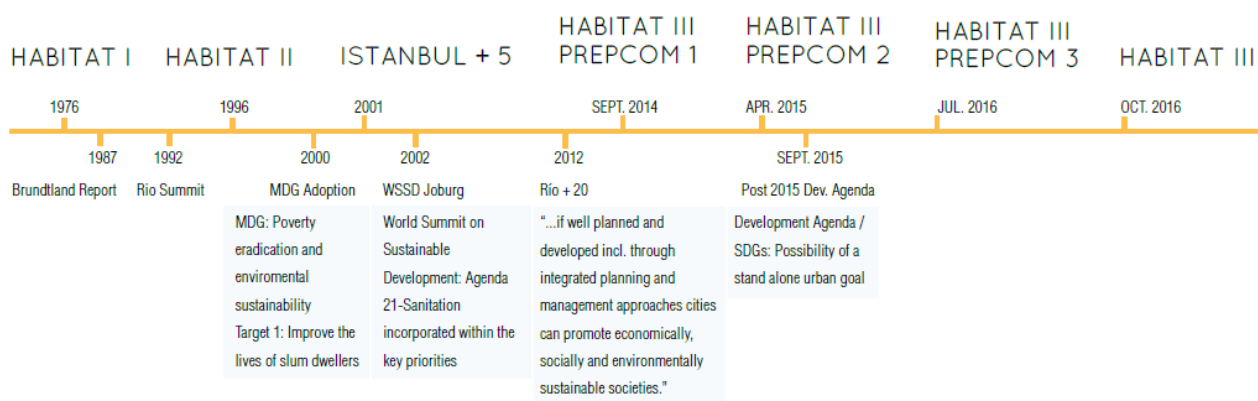 HABITAT I
HABITAT II
ISTANBUL + 5
HABITAT III
PREPCOM 1
HABITAT III
PREPCOM 2
HABITAT III
PREPCOM 3
HABITAT III
1976
1996
2001
SEPT. 2014
APR. 2015
JUL. 2016
OCT. 2016
1987
1992
2000
2002
2012
SEPT. 2015
Brundtland Report
Rio Summit
MDG Adoption
WSSD Joburg
Río + 20
Post 2015 Dev. Agenda
MDG: Poverty
eradication and
enviromental
sustainability
Target 1: Improve the
lives of slum dwellers
World Summit on
Sustainable
Development: Agenda
21-Sanitation
incorporated within the
key priorities
“...if well planned and
developed incl. through
integrated planning and
management approaches cities
can promote economically,
socially and environmentally
sustainable societies.”
Development Agenda /
SDGs: Possibility of a
stand alone urban goal